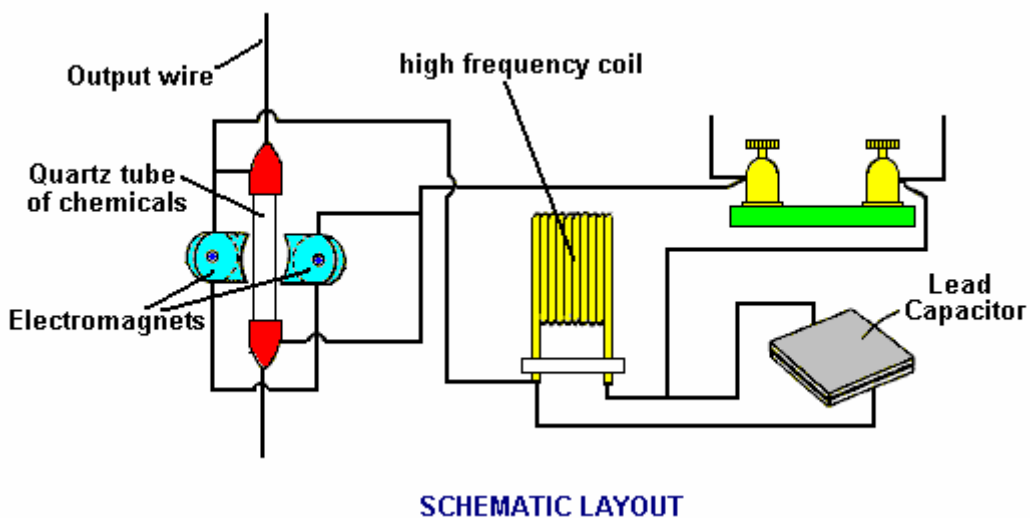 Output wire
high frequency coil
Quartz tube
of chemicals
Electromagnets
Lead
Capacitor
SCHEMATIC LAYOUT